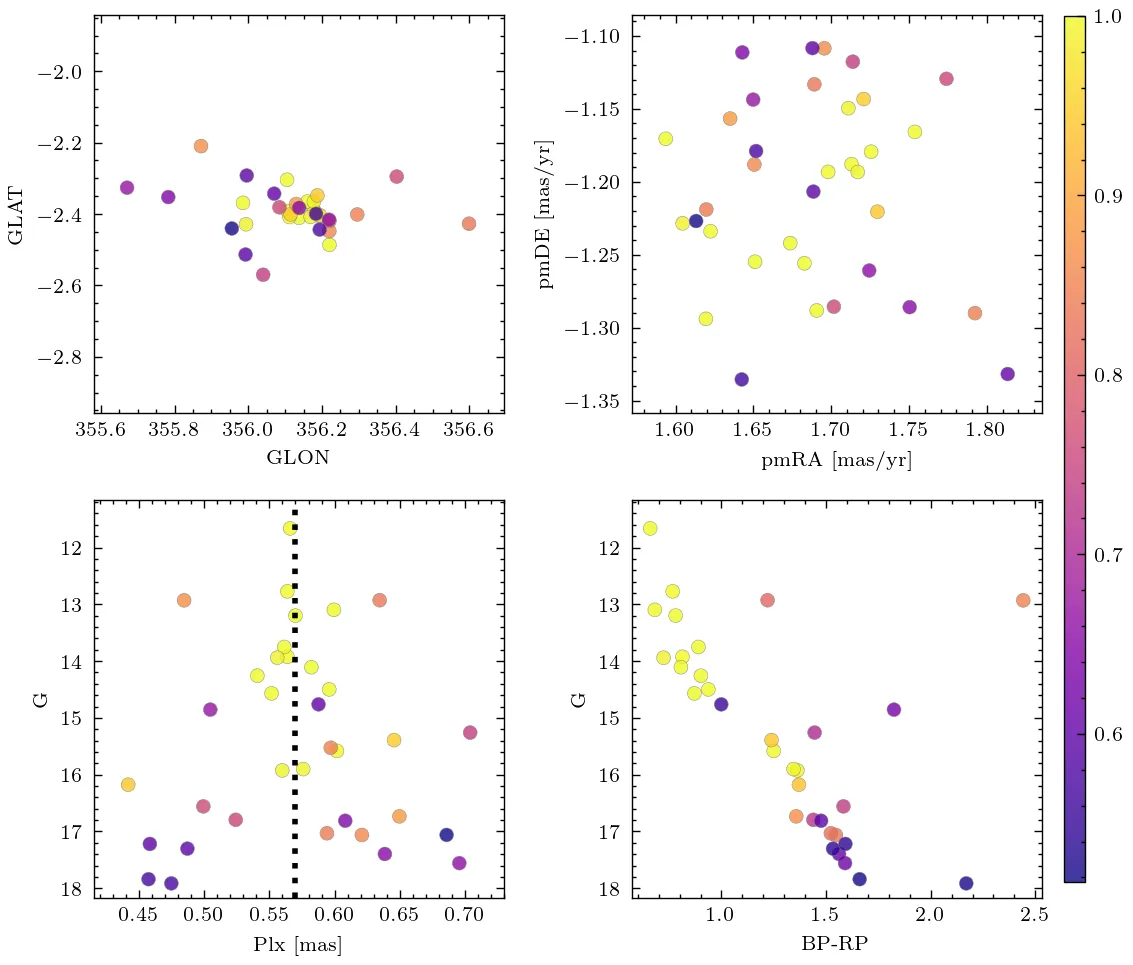 −2.0
−2.2
−2.4
−2.6
−2.8
GLAT
355.6 355.8 356.0 356.2 356.4 356.6
GLON
−1.10
−1.15
−1.20
−1.25
−1.30
−1.35
pmDE [mas/yr]
1.60 1.65 1.70 1.75 1.80
pmRA [mas/yr]
1.0
0.9
0.8
0.7
0.6
12
13
14
15
16
17
18
G
0.45 0.50 0.55 0.60 0.65 0.70
Plx [mas]
12
13
14
15
16
17
18
G
1.0 1.5 2.0 2.5
BP-RP